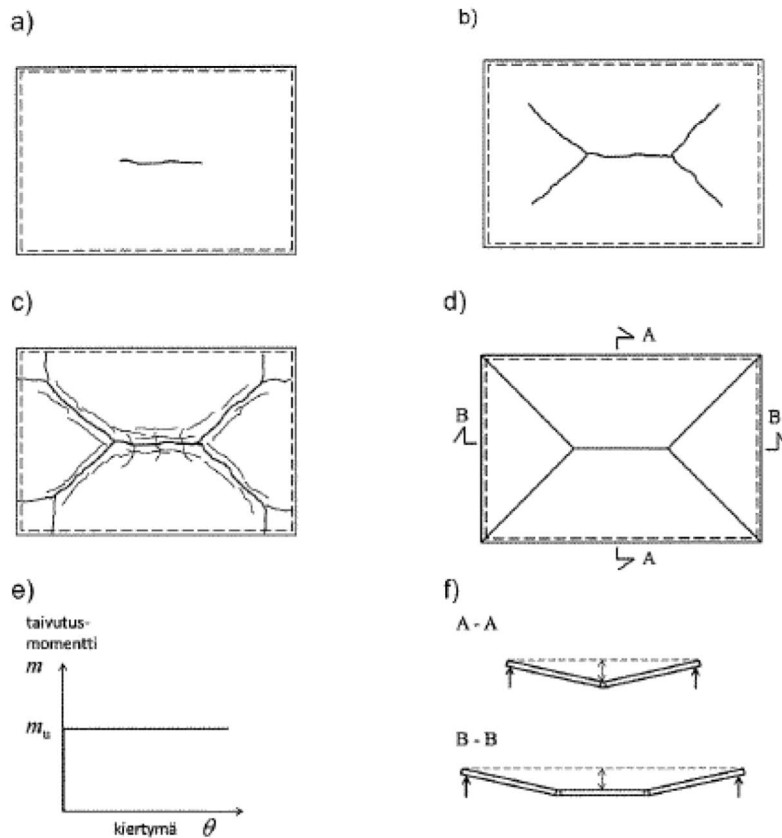 a)
b)
c)
d)
A
B
B
A
e)
taivutus-
momentti
m
m_u
kiertymä θ
f)
A - A
B - B